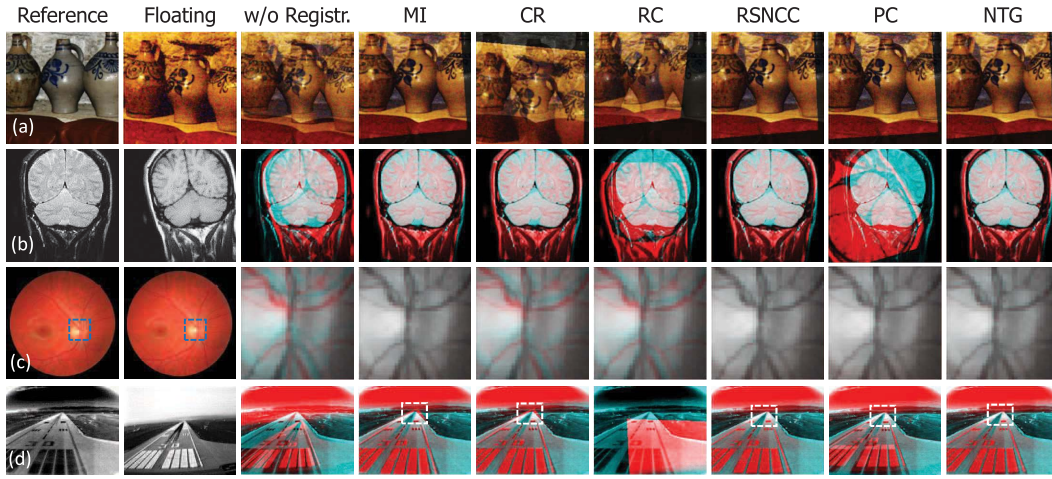 Reference Floating w/o Registr. MI CR RC RSNCC PC NTG
(a)
(b)
(c)
(d)